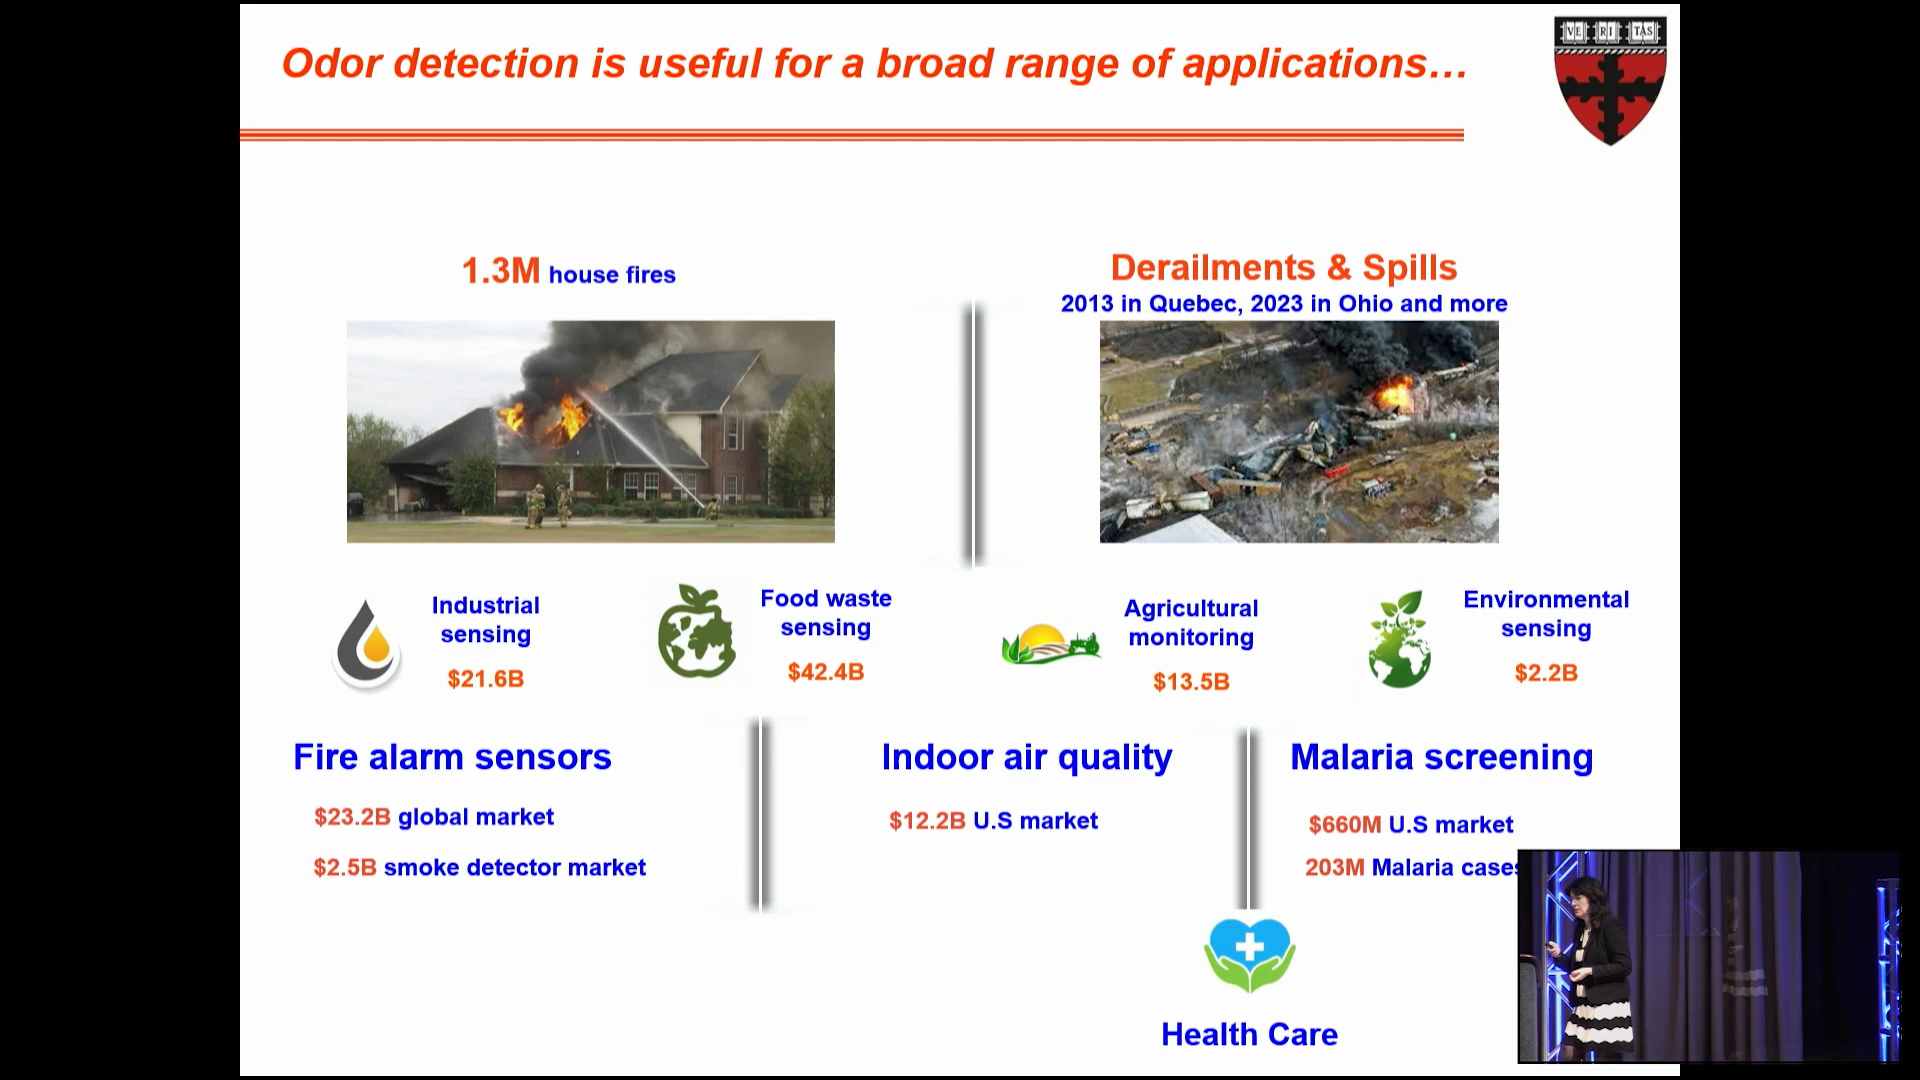 Odor detection is useful for a broad range of applications...
VE RI TAS
1.3M house fires
Derailments & Spills
2013 in Quebec, 2023 in Ohio and more
Industrial
sensing
$21.6B
Food waste
sensing
$42.4B
Agricultural
monitoring
$13.5B
Environmental
sensing
$2.2B
Fire alarm sensors
$23.2B global market
$2.5B smoke detector market
Indoor air quality
$12.2B U.S market
Malaria screening
$660M U.S market
203M Malaria cases
Health Care